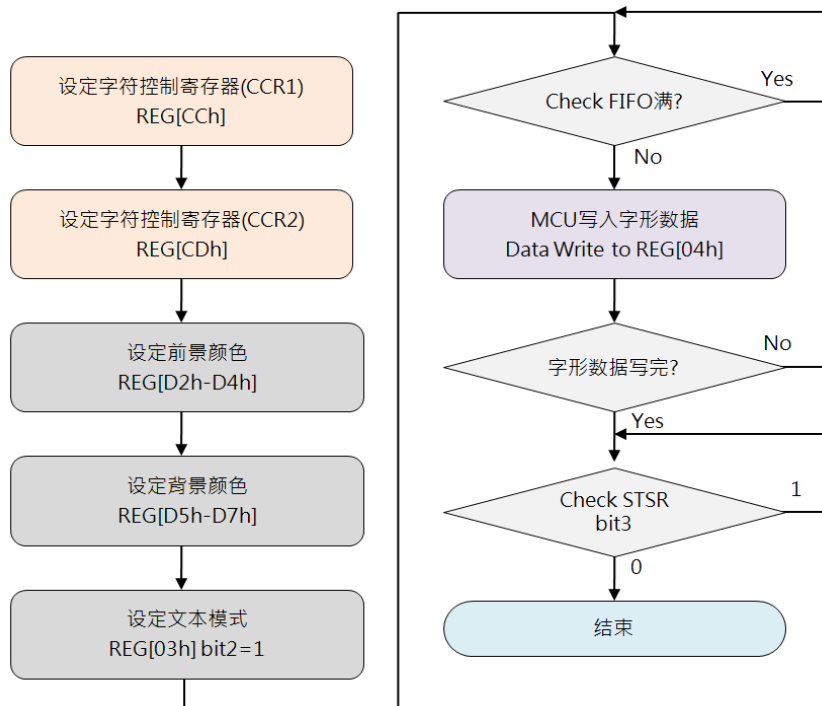 设定字符控制寄存器(CCR1)
REG[CCh]
设定字符控制寄存器(CCR2)
REG[CDh]
设定前景颜色
REG[D2h-D4h]
设定背景颜色
REG[D5h-D7h]
设定文本模式
REG[03h] bit2=1
Check FIFO满?
Yes
No
MCU写入字形数据
Data Write to REG[04h]
字形数据写完?
No
Yes
Check STSR
bit3
1
0
结束